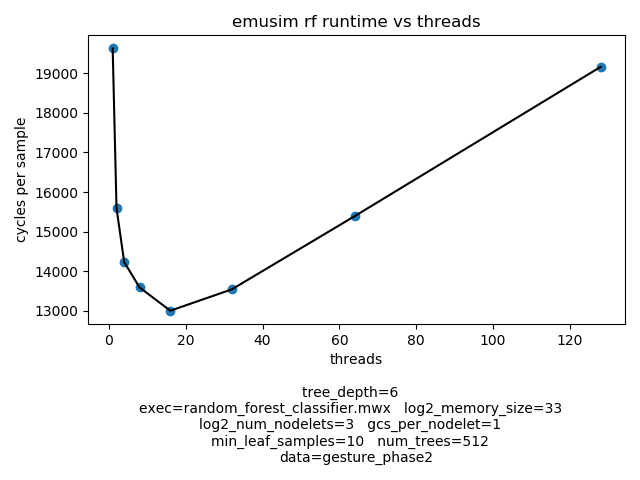 emusim rf runtime vs threads
19000
18000
17000
16000
15000
14000
13000
cycles per sample
0 20 40 60 80 100 120
threads
tree_depth=6
exec=random_forest_classifier.mwx log2_memory_size=33
log2_num_nodelets=3 gcs_per_nodelet=1
min_leaf_samples=10 num_trees=512
data=gesture_phase2